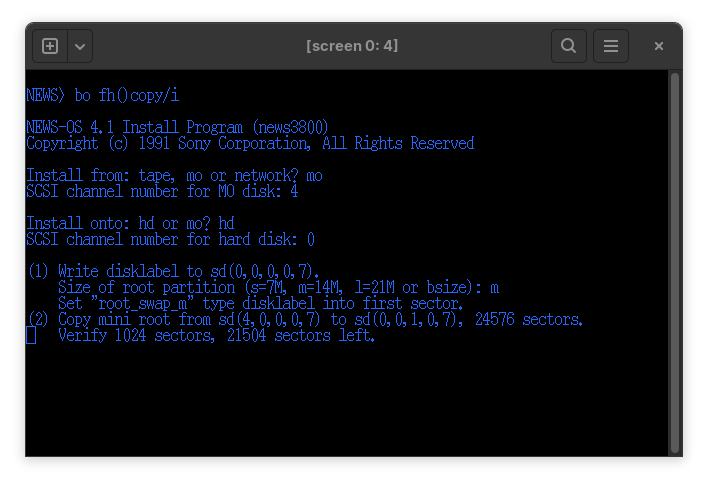 [screen 0: 4]
NEWS> bo fh()copy/i
NEWS-OS 4.1 Install Program (news3800)
Copyright (c) 1991 Sony Corporation, All Rights Reserved
Install from: tape, mo or network? mo
SCSI channel number for MO disk: 4
Install onto: hd or mo? hd
SCSI channel number for hard disk: 0
(1) Write disklabel to sd(0,0,0,0,7).
Size of root partition (s=7M, m=14M, l=21M or bsize): m
Set "root_swap_m" type disklabel into first sector.
(2) Copy mini root from sd(4,0,0,0,7) to sd(0,0,1,0,7), 24576 sectors.
Verify 1024 sectors, 21504 sectors left.